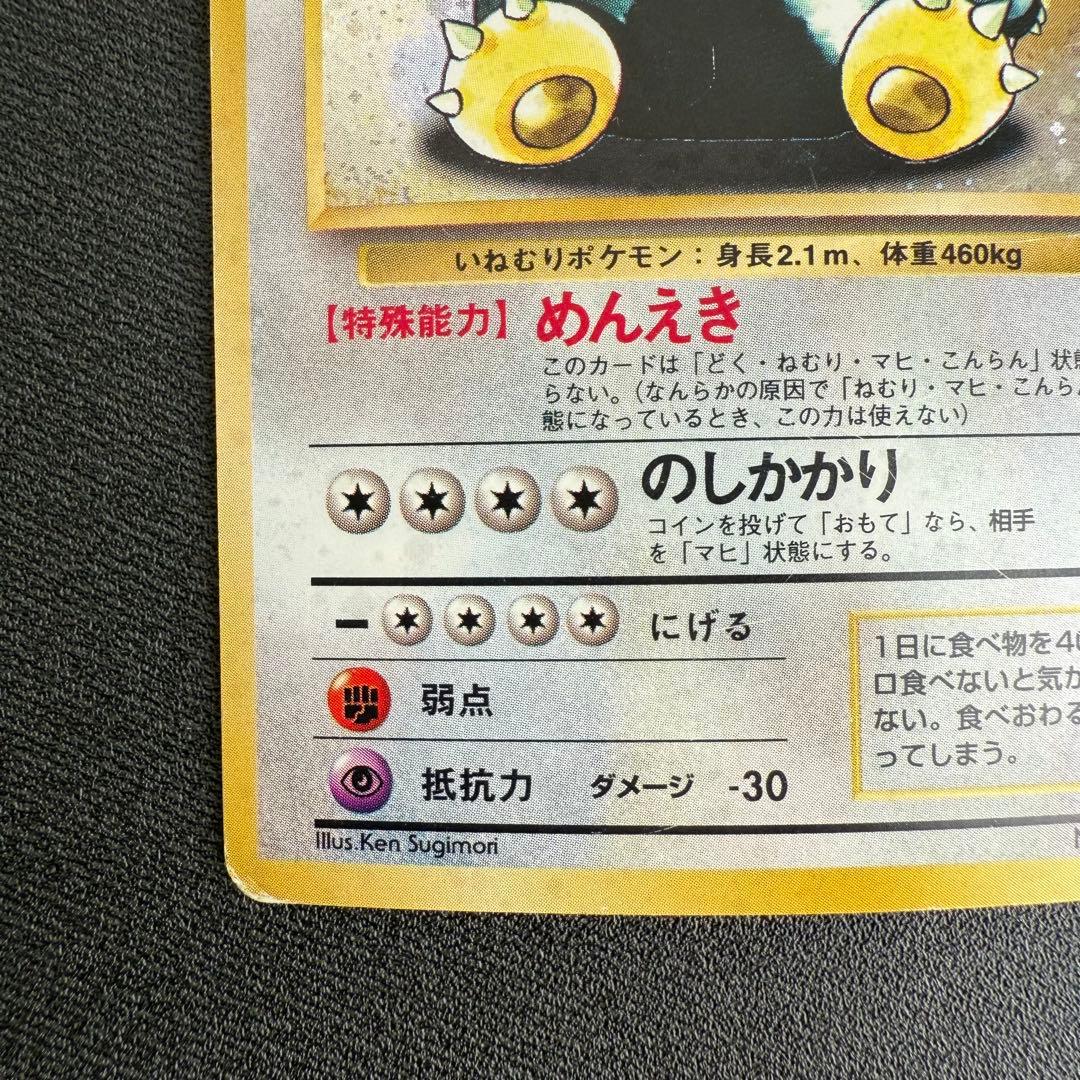 いねむりポケモン：身長2.1m、体重460kg
【特殊能力】 めんえき
このカードは「どく・ねむり・マヒ・こんらん」状
らない。（なんらかの原因で「ねむり・マヒ・こんら
態になっているとき、この力は使えない）
のしかかり
コインを投げて「おもて」なら、相手
を「マヒ」状態にする。
ー にげる
1日に食べ物を
弱点
ロ食べないと気が
ない。食べおわる
ってしまう。
抵抗力 ダメージ -30
Illus.Ken Sugimori